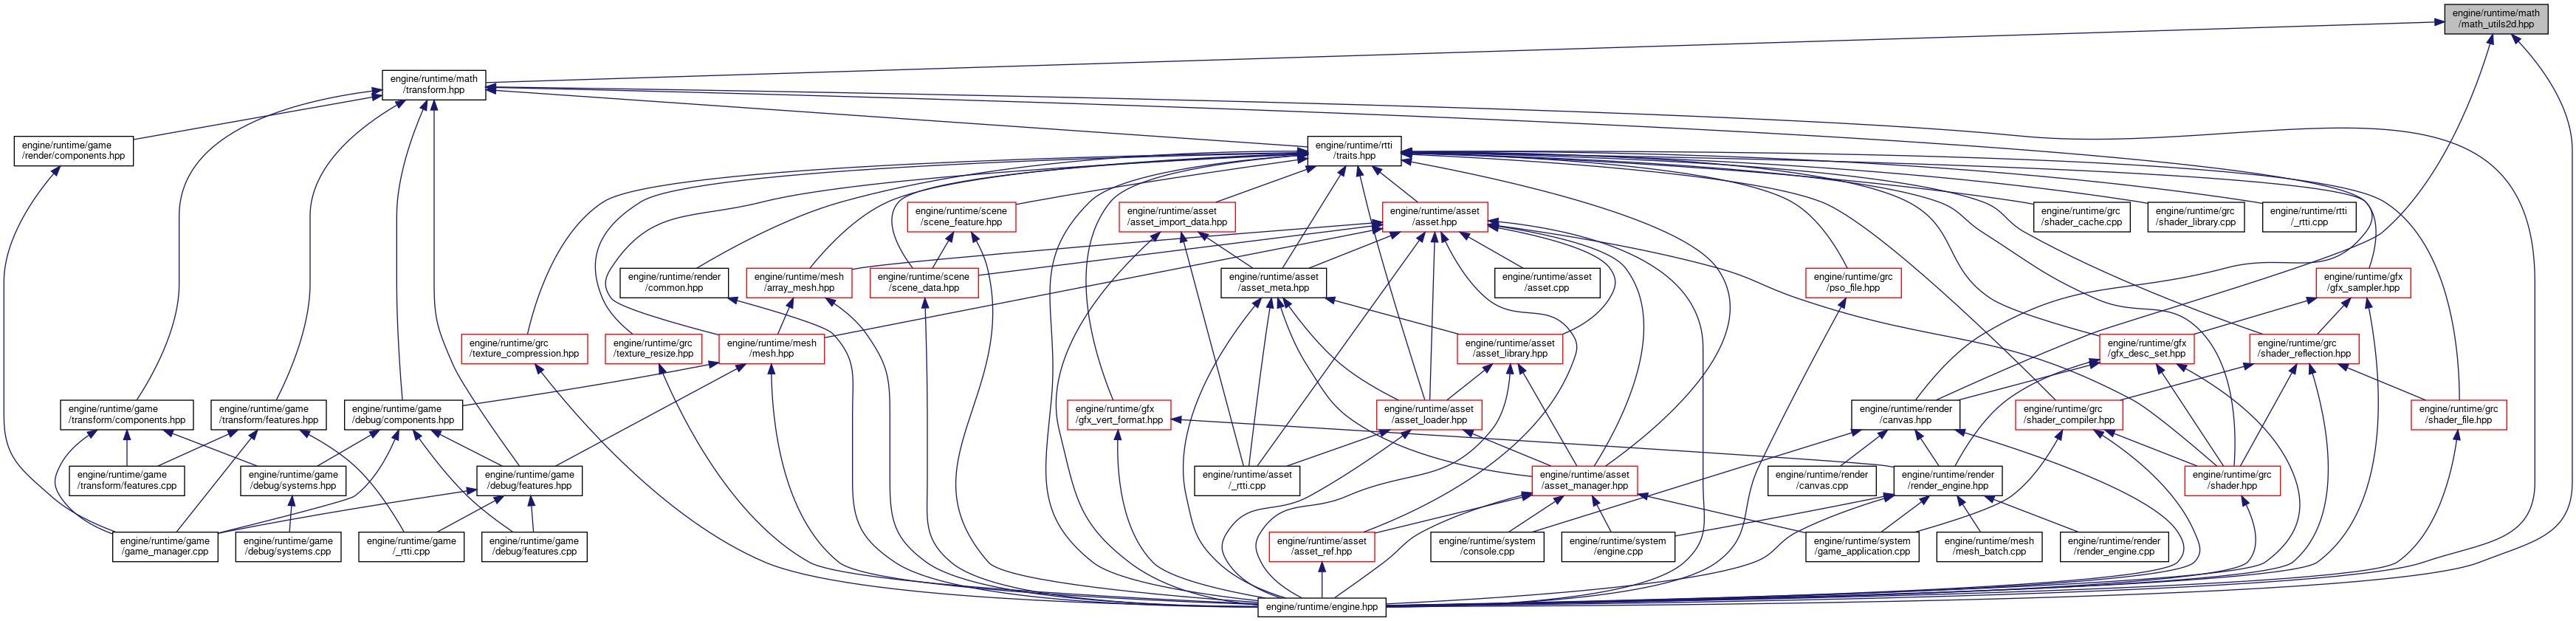 engine/runtime/math
/math_utils2d.hpp
engine/runtime/math
/transform.hpp
engine/runtime/game
/render/components.hpp
engine/runtime/rtti
/traits.hpp
engine/runtime/scene
/scene_feature.hpp
engine/runtime/asset
/asset_import_data.hpp
engine/runtime/asset
/asset.hpp
engine/runtime/grc
/shader_cache.cpp
engine/runtime/grc
/shader_library.cpp
engine/runtime/rtti
/_rtti.cpp
engine/runtime/render
/common.hpp
engine/runtime/mesh
/array_mesh.hpp
engine/runtime/scene
/scene_data.hpp
engine/runtime/asset
/asset_meta.hpp
engine/runtime/asset
/asset.cpp
engine/runtime/grc
/pso_file.hpp
engine/runtime/gfx
/gfx_sampler.hpp
engine/runtime/grc
/texture_compression.hpp
engine/runtime/grc
/texture_resize.hpp
engine/runtime/mesh
/mesh.hpp
engine/runtime/asset
/asset_library.hpp
engine/runtime/gfx
/gfx_desc_set.hpp
engine/runtime/grc
/shader_reflection.hpp
engine/runtime/game
/transform/components.hpp
engine/runtime/game
/transform/features.hpp
engine/runtime/game
/debug/components.hpp
engine/runtime/gfx
/gfx_vert_format.hpp
engine/runtime/asset
/asset_loader.hpp
engine/runtime/render
/canvas.hpp
engine/runtime/grc
/shader_compiler.hpp
engine/runtime/grc
/shader_file.hpp
engine/runtime/game
/transform/features.cpp
engine/runtime/game
/debug/systems.hpp
engine/runtime/game
/debug/features.hpp
engine/runtime/asset
/_rtti.cpp
engine/runtime/asset
/asset_manager.hpp
engine/runtime/render
/canvas.cpp
engine/runtime/render
/render_engine.hpp
engine/runtime/grc
/shader.hpp
engine/runtime/game
/game_manager.cpp
engine/runtime/game
/debug/systems.cpp
engine/runtime/game
/_rtti.cpp
engine/runtime/game
/debug/features.cpp
engine/runtime/asset
/asset_ref.hpp
engine/runtime/system
/console.cpp
engine/runtime/system
/engine.cpp
engine/runtime/system
/game_application.cpp
engine/runtime/mesh
/mesh_batch.cpp
engine/runtime/render
/render_engine.cpp
engine/runtime/engine.hpp